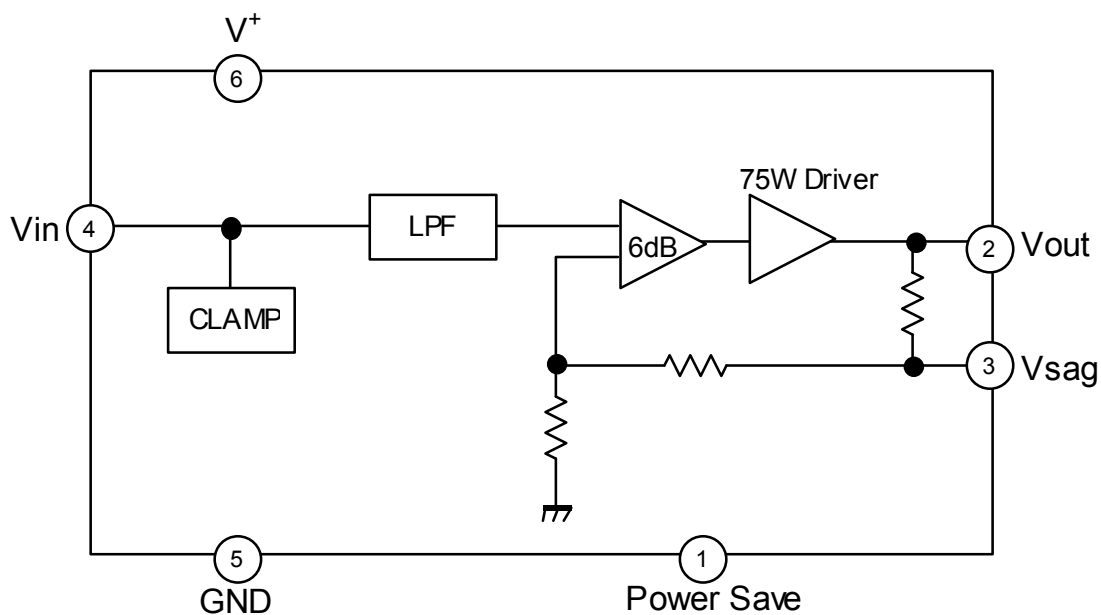 V+
6
75W Driver
Vin
4
LPF
6dB
2
Vout
CLAMP
3
Vsag
5
1
GND
Power Save